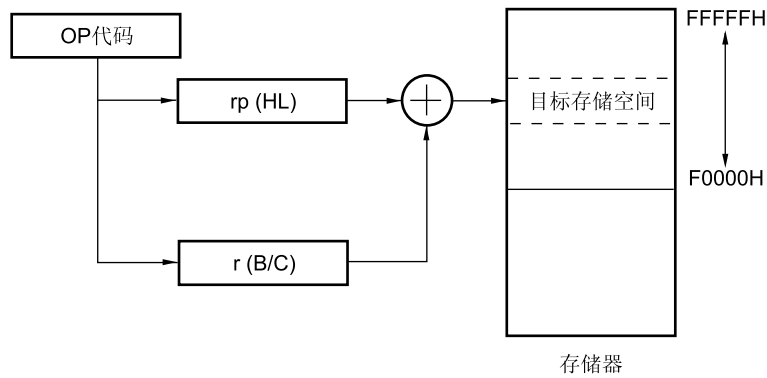 OP代码
FFFFFH
rp (HL)
目标存储空间
F0000H
r (B/C)
存储器